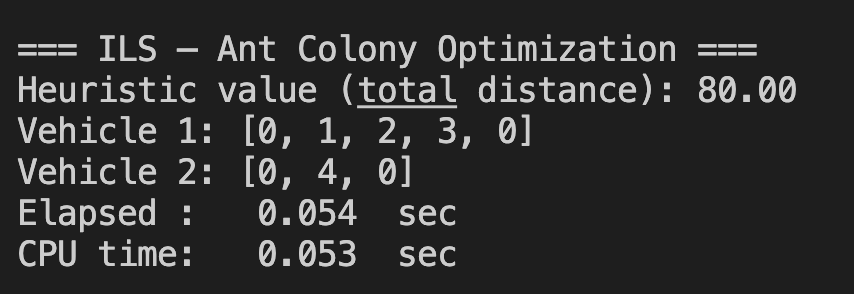 === ILS – Ant Colony Optimization ===
Heuristic value (total distance): 80.00
Vehicle 1: [0, 1, 2, 3, 0]
Vehicle 2: [0, 4, 0]
Elapsed :   0.054  sec
CPU time:   0.053  sec